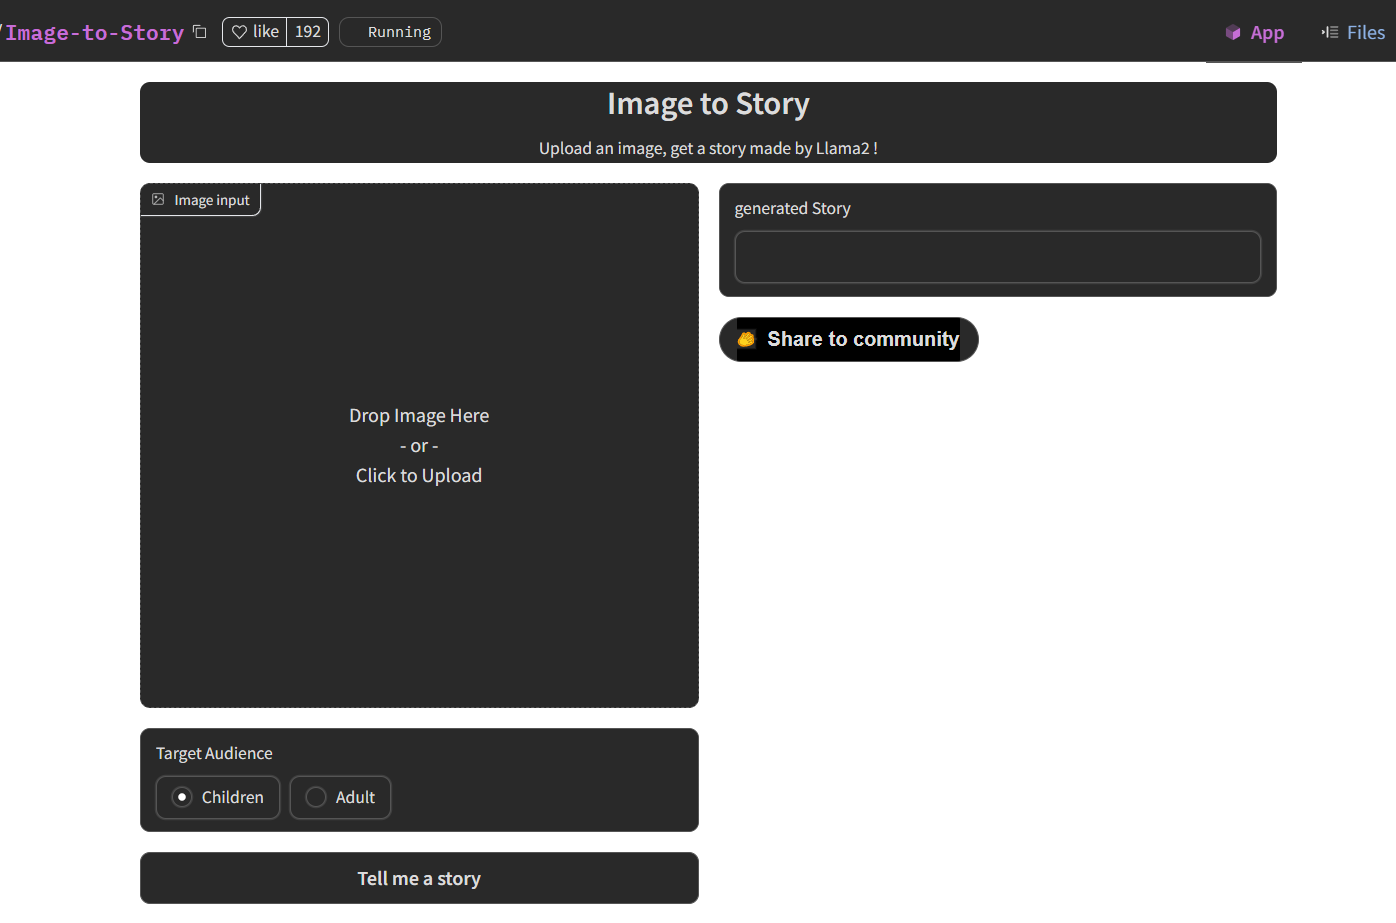 /Image-to-Story like 192 Running App Files
Image to Story
Upload an image, get a story made by Llama2 !
Image input
Drop Image Here
- or -
Click to Upload
Target Audience
Children Adult
Tell me a story
generated Story
Share to community